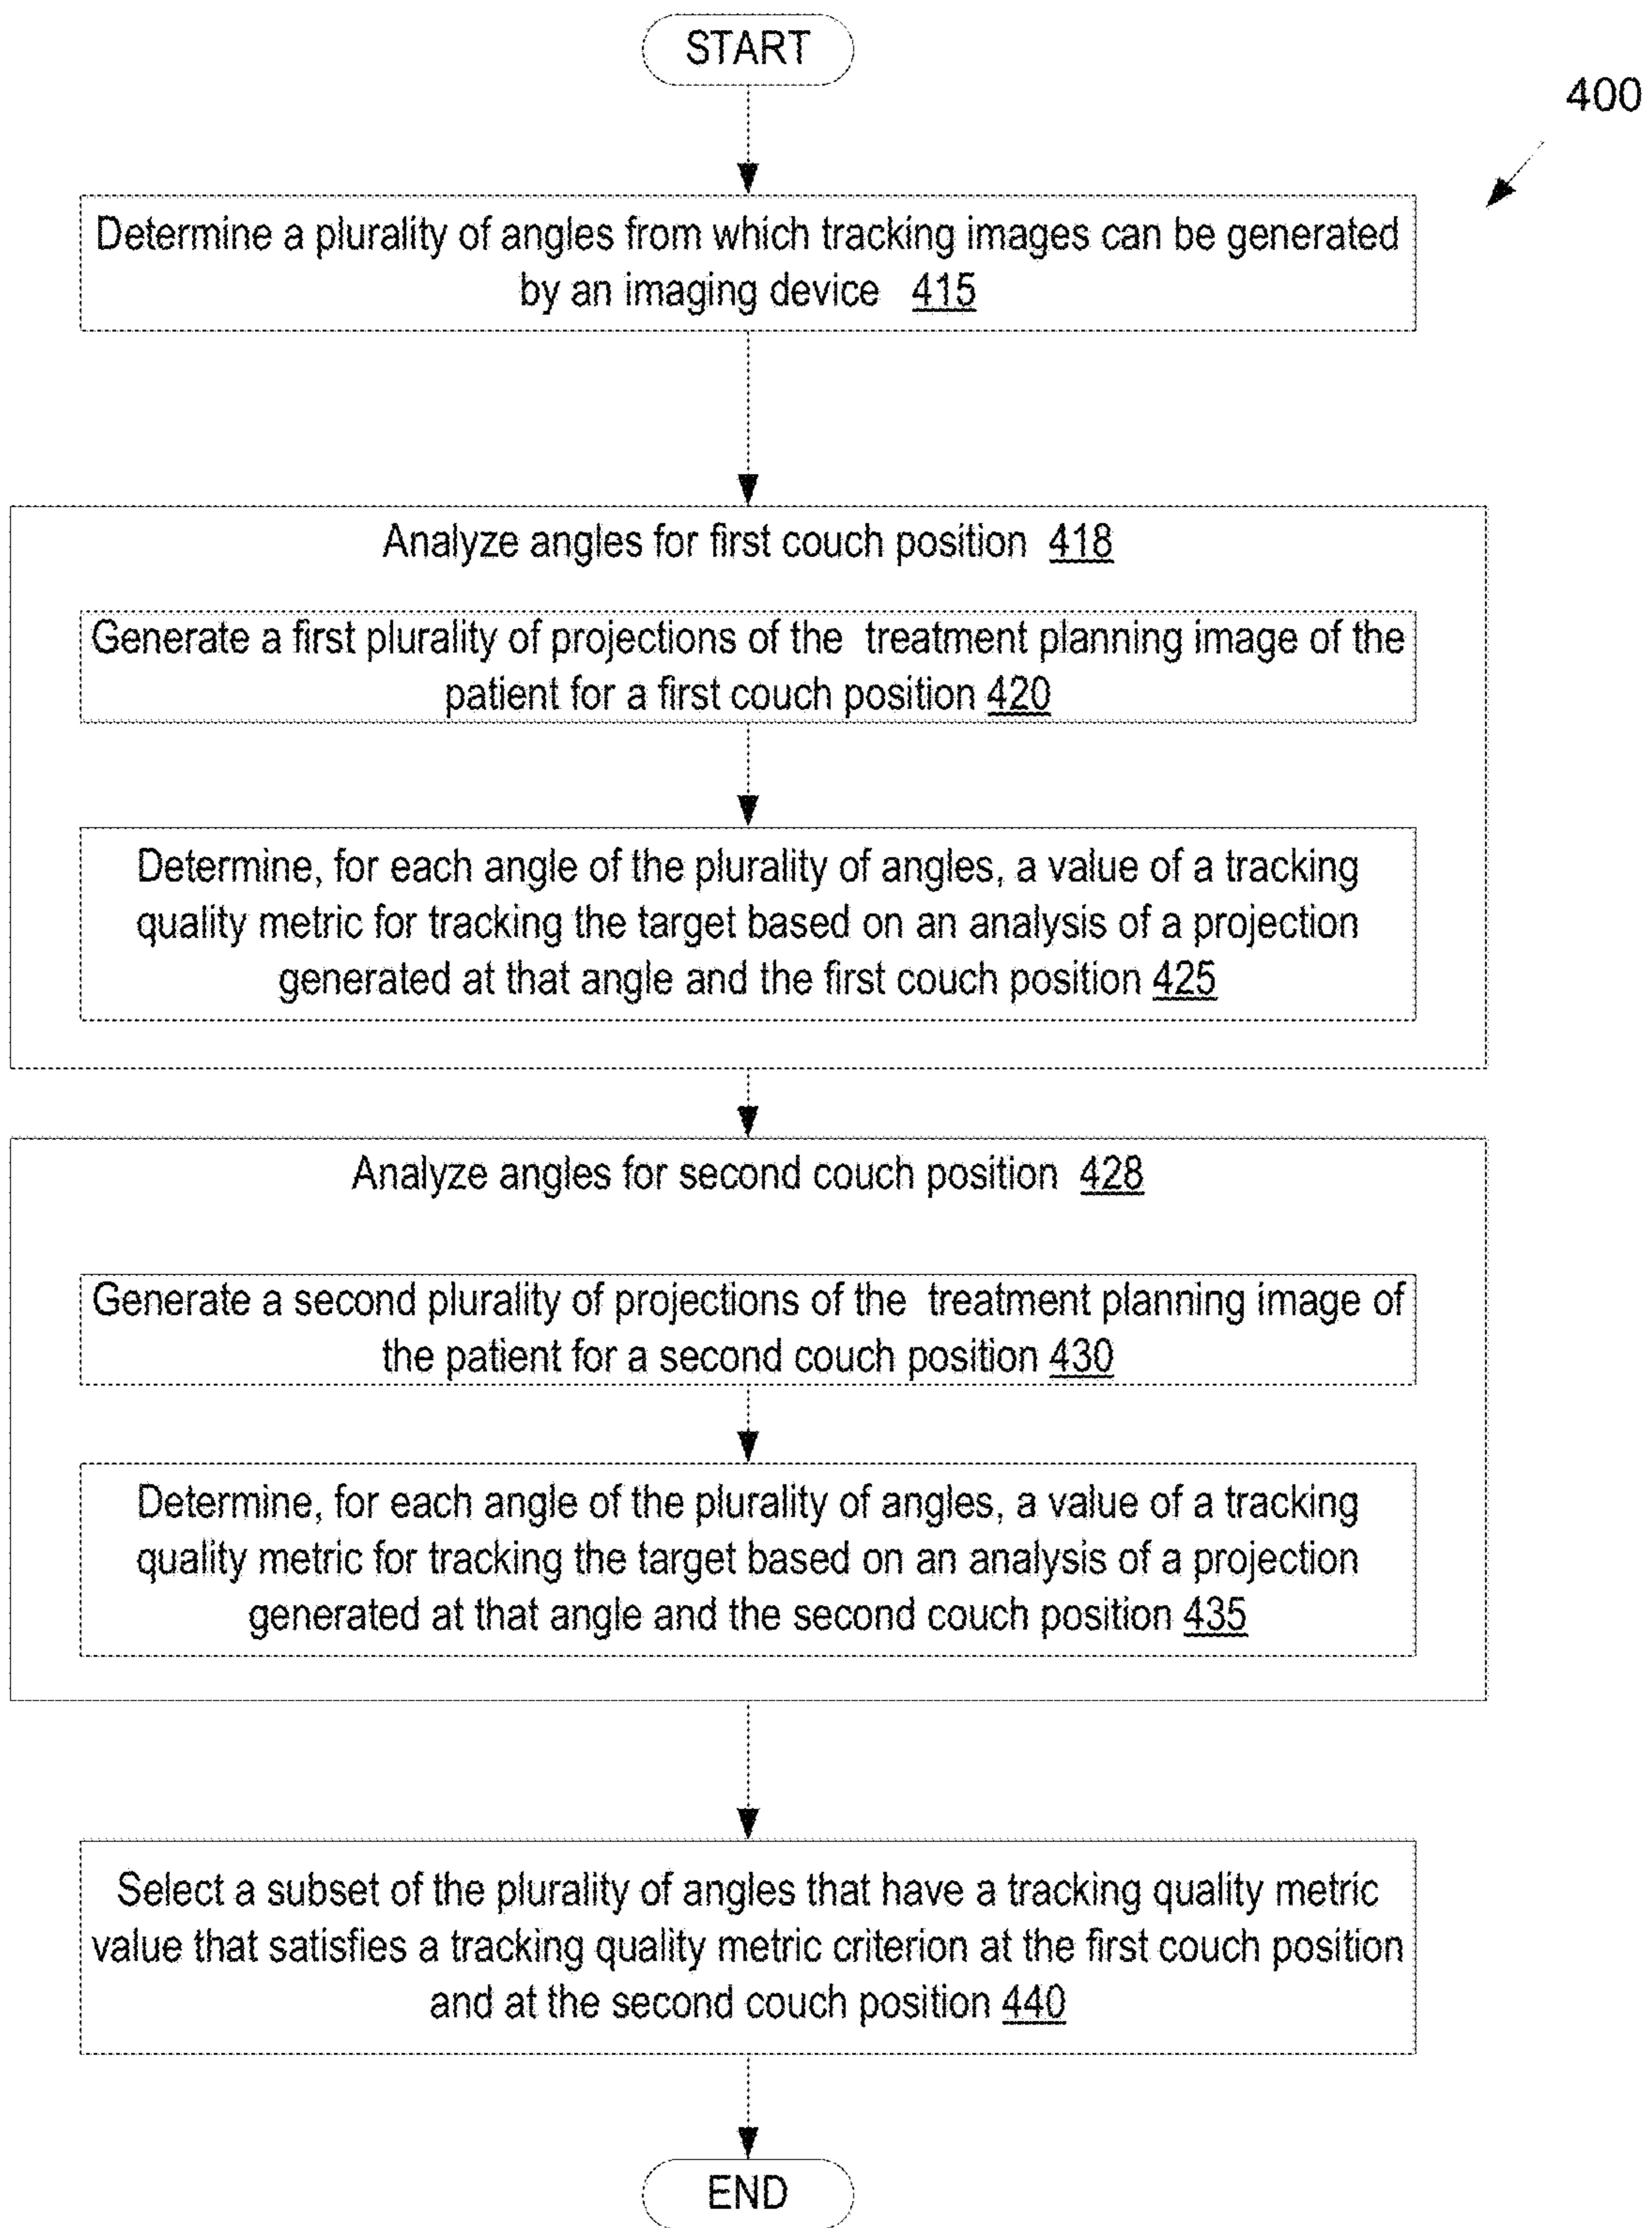 START
400
Determine a plurality of angles from which tracking images can be generated
by an imaging device 415
Analyze angles for first couch position 418
Generate a first plurality of projections of the treatment planning image of the
patient for a first couch position 420
Determine, for each angle of the plurality of angles, a value of a tracking
quality metric for tracking the target based on an analysis of a projection
generated at that angle and the first couch position 425
Analyze angles for second couch position 428
Generate a second plurality of projections of the treatment planning image of
the patient for a second couch position 430
Determine, for each angle of the plurality of angles, a value of a tracking
quality metric for tracking the target based on an analysis of a projection
generated at that angle and the second couch position 435
Select a subset of the plurality of angles that have a tracking quality metric
value that satisfies a tracking quality metric criterion at the first couch position
and at the second couch position 440
END